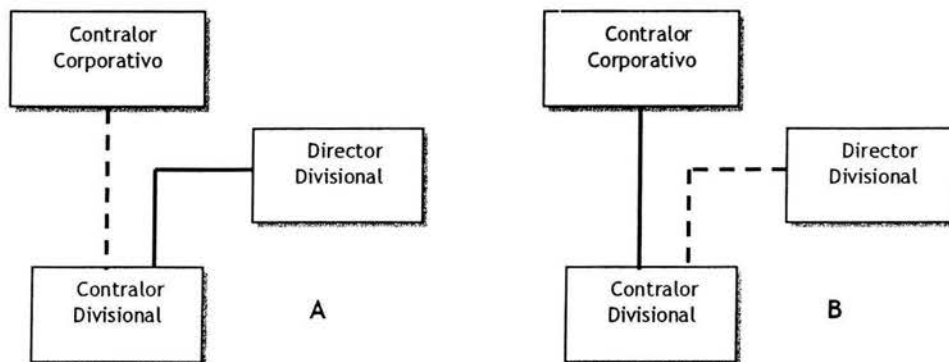 Contralor
Corporativo
Director
Divisional
Contralor
Divisional
A
Contralor
Corporativo
Director
Divisional
Contralor
Divisional
B